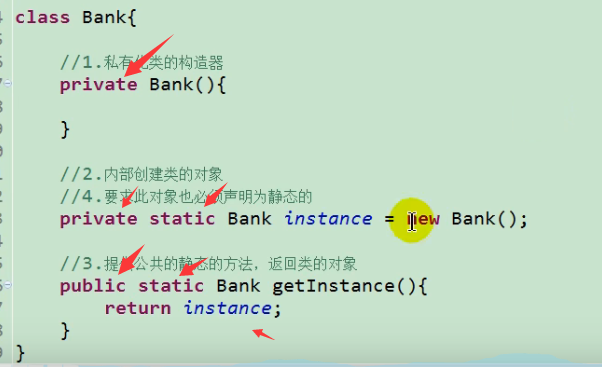 class Bank{
//1.私有化类的构造器
private Bank(){
}
//2.内部创建类的对象
//4.要求此对象也必须声明为静态的
private static Bank instance = new Bank();
//3.提供公共的静态的方法，返回类的对象
public static Bank getInstance(){
return instance;
}
}